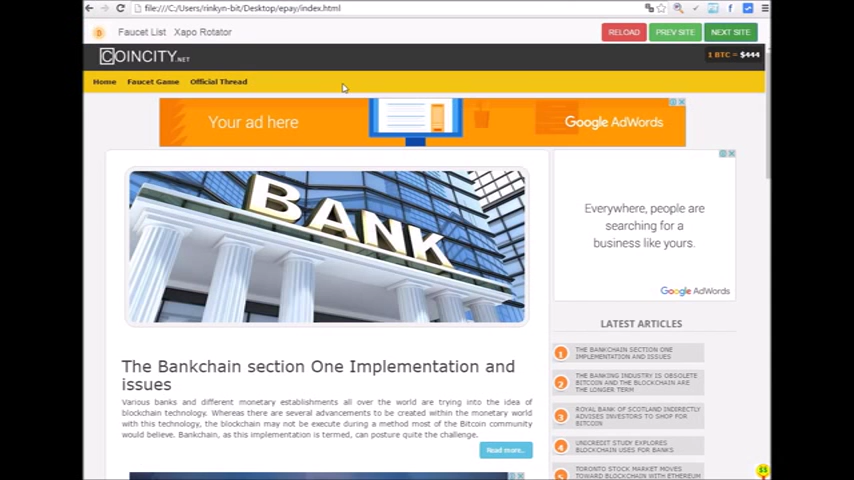 file:///C:/Users/rinkyn-bit/Desktop/epay/index.html
Faucet List Xapo Rotator
RELOAD PREV SITE NEXT SITE
COINCITY.NET
1 BTC = $444
Home Faucet Game Official Thread
Your ad here
Google AdWords
BANK
Everywhere, people are
searching for a
business like yours.
Google AdWords
The Bankchain section One Implementation and
issues
Various banks and different monetary establishments all over the world are trying into the idea of
blockchain technology. Whereas there are several advancements to be created within the monetary world
with this technology, the blockchain may not be execute during a method most of the Bitcoin community
would believe. Bankchain, as this implementation is termed, can posture quite the challenge.
Read more..
LATEST ARTICLES
1 THE BANKCHAIN SECTION ONE
IMPLEMENTATION AND ISSUES
2 THE BANKING INDUSTRY IS OBSOLETE
BITCOIN AND THE BLOCKCHAIN ARE
THE LONGER TERM
3 ROYAL BANK OF SCOTLAND INDIRECTLY
ADVISES INVESTORS TO SHOP FOR
BITCOIN
4 UNICREDIT STUDY EXPLORES
BLOCKCHAIN USES FOR BANKS
5 TORONTO STOCK MARKET MOVES
TOWARD BLOCKCHAIN WITH ETHEREUM